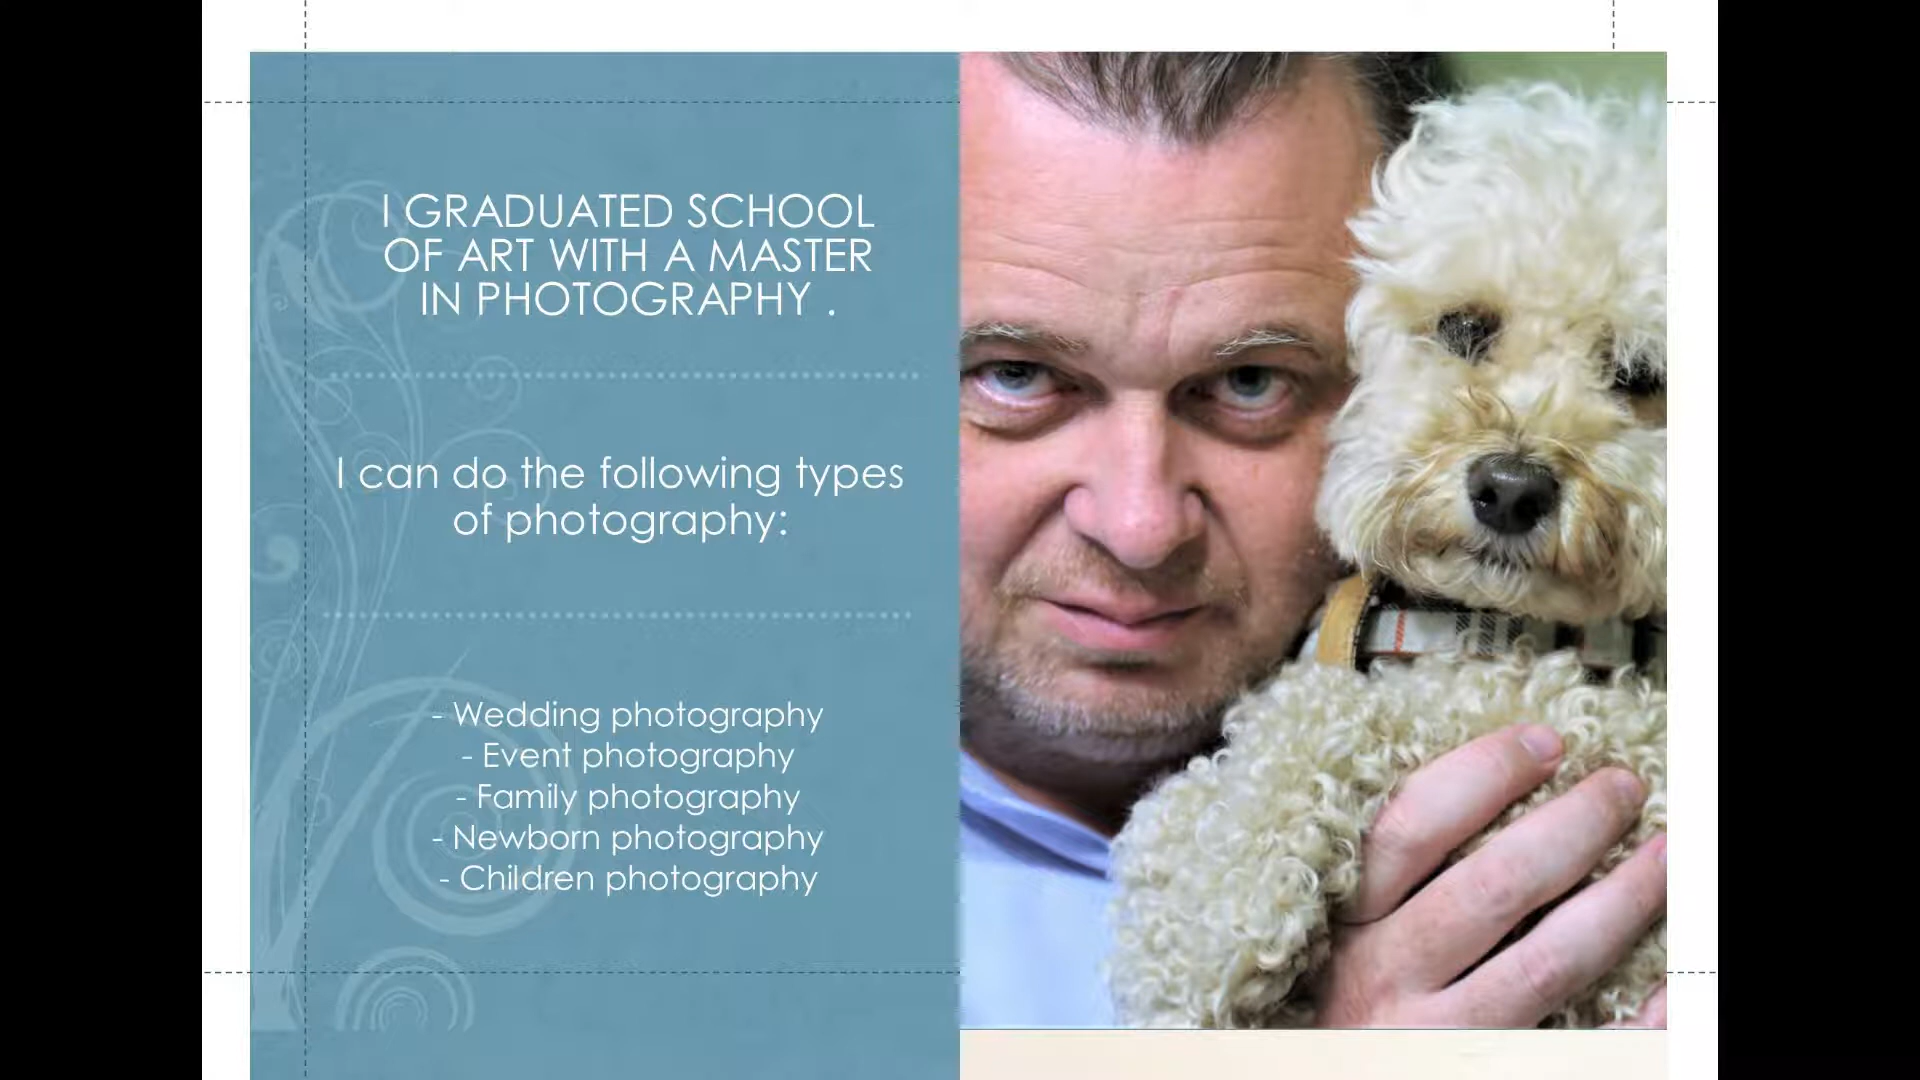 I GRADUATED SCHOOL
OF ART WITH A MASTER
IN PHOTOGRAPHY .
I can do the following types
of photography:
- Wedding photography
- Event photography
- Family photography
- Newborn photography
- Children photography